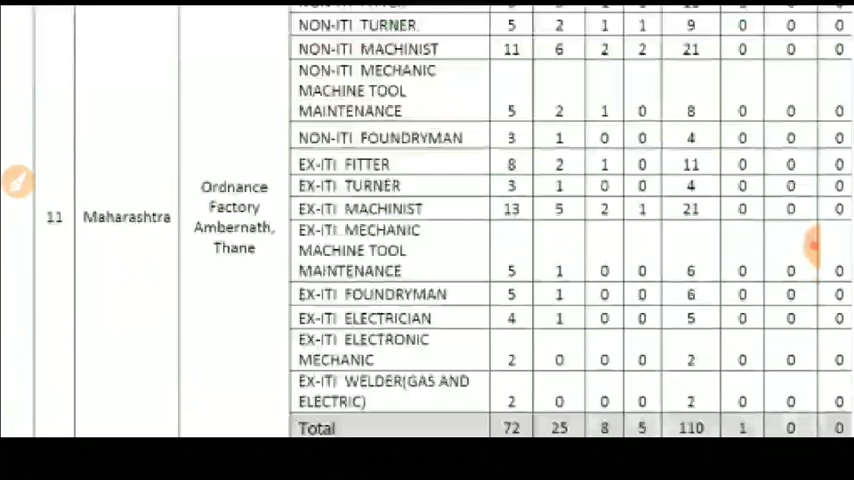 NON-ITI TURNER 5 2 1 1 9 0 0 0
NON-ITI MACHINIST 11 6 2 2 21 0 0 0
NON-ITI MECHANIC
MACHINE TOOL
MAINTENANCE 5 2 1 0 8 0 0 0
NON-ITI FOUNDRYMAN 3 1 0 0 4 0 0 0
EX-ITI FITTER 8 2 1 0 11 0 0 0
EX-ITI TURNER 3 1 0 0 4 0 0 0
11 Maharashtra
Ordnance
Factory
Ambernath,
Thane
EX-ITI MACHINIST 13 5 2 1 21 0 0 0
EX-ITI MECHANIC
MACHINE TOOL
MAINTENANCE 5 1 0 0 6 0 0 0
EX-ITI FOUNDRYMAN 5 1 0 0 6 0 0 0
EX-ITI ELECTRICIAN 4 1 0 0 5 0 0 0
EX-ITI ELECTRONIC
MECHANIC 2 0 0 0 2 0 0 0
EX-ITI WELDER(GAS AND
ELECTRIC) 2 0 0 0 2 0 0 0
Total 72 25 8 5 110 1 0 0